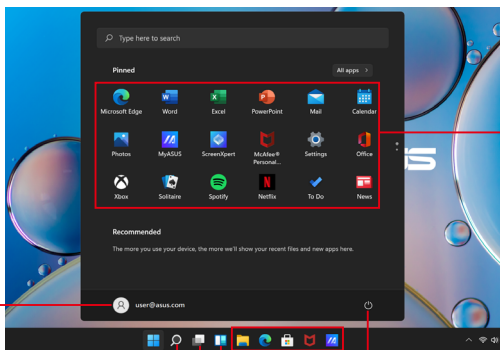 Type here to search
Pinned
All apps >
Microsoft Edge Word Excel PowerPoint Mail Calendar
Photos MyASUS ScreenXpert McAfee® Personal... Settings Office
Xbox Solitaire Spotify Netflix To Do News
Recommended
The more you use your device, the more we'll show your recent files and new apps here.
user@asus.com